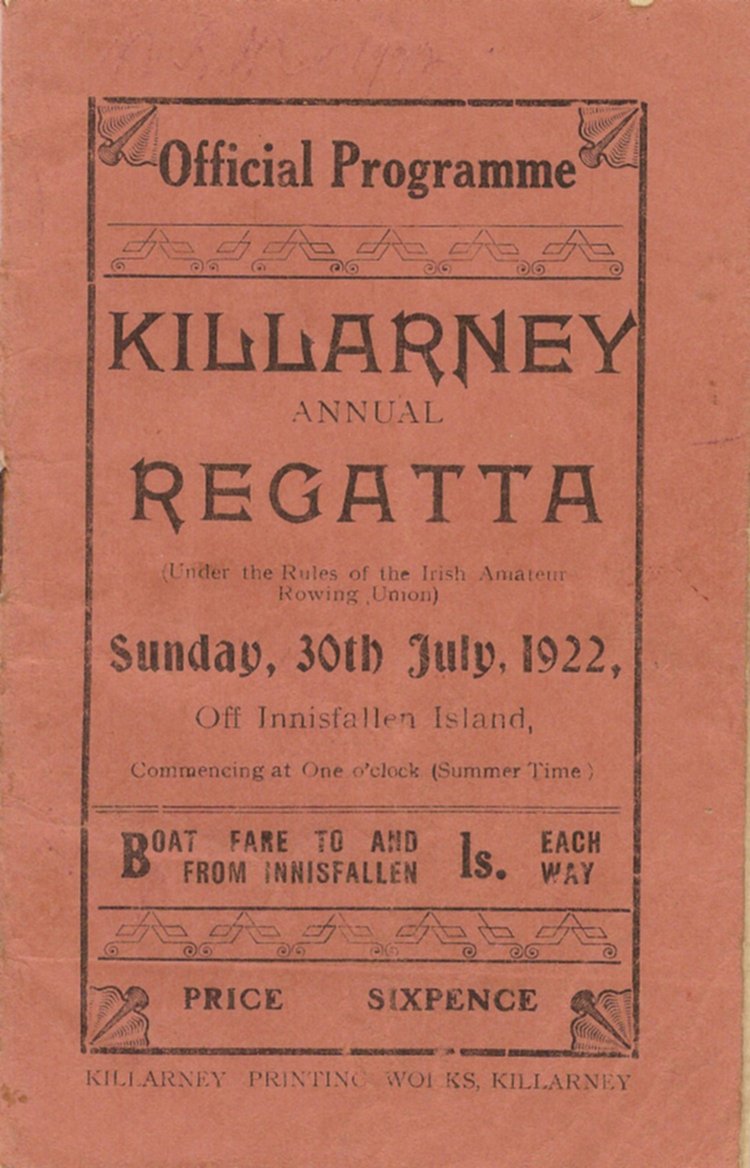 Official Programme
KILLARNEY
ANNUAL
REGATTA
(Under the Rules of the Irish Amateur
Rowing Union)
Sunday, 30th July, 1922,
Off Innisfallen Island,
Commencing at One o'clock (Summer Time)
BOAT FARE TO AND FROM INNISFALLEN 1s. EACH WAY
PRICE SIXPENCE
KILLARNEY PRINTING WORKS, KILLARNEY